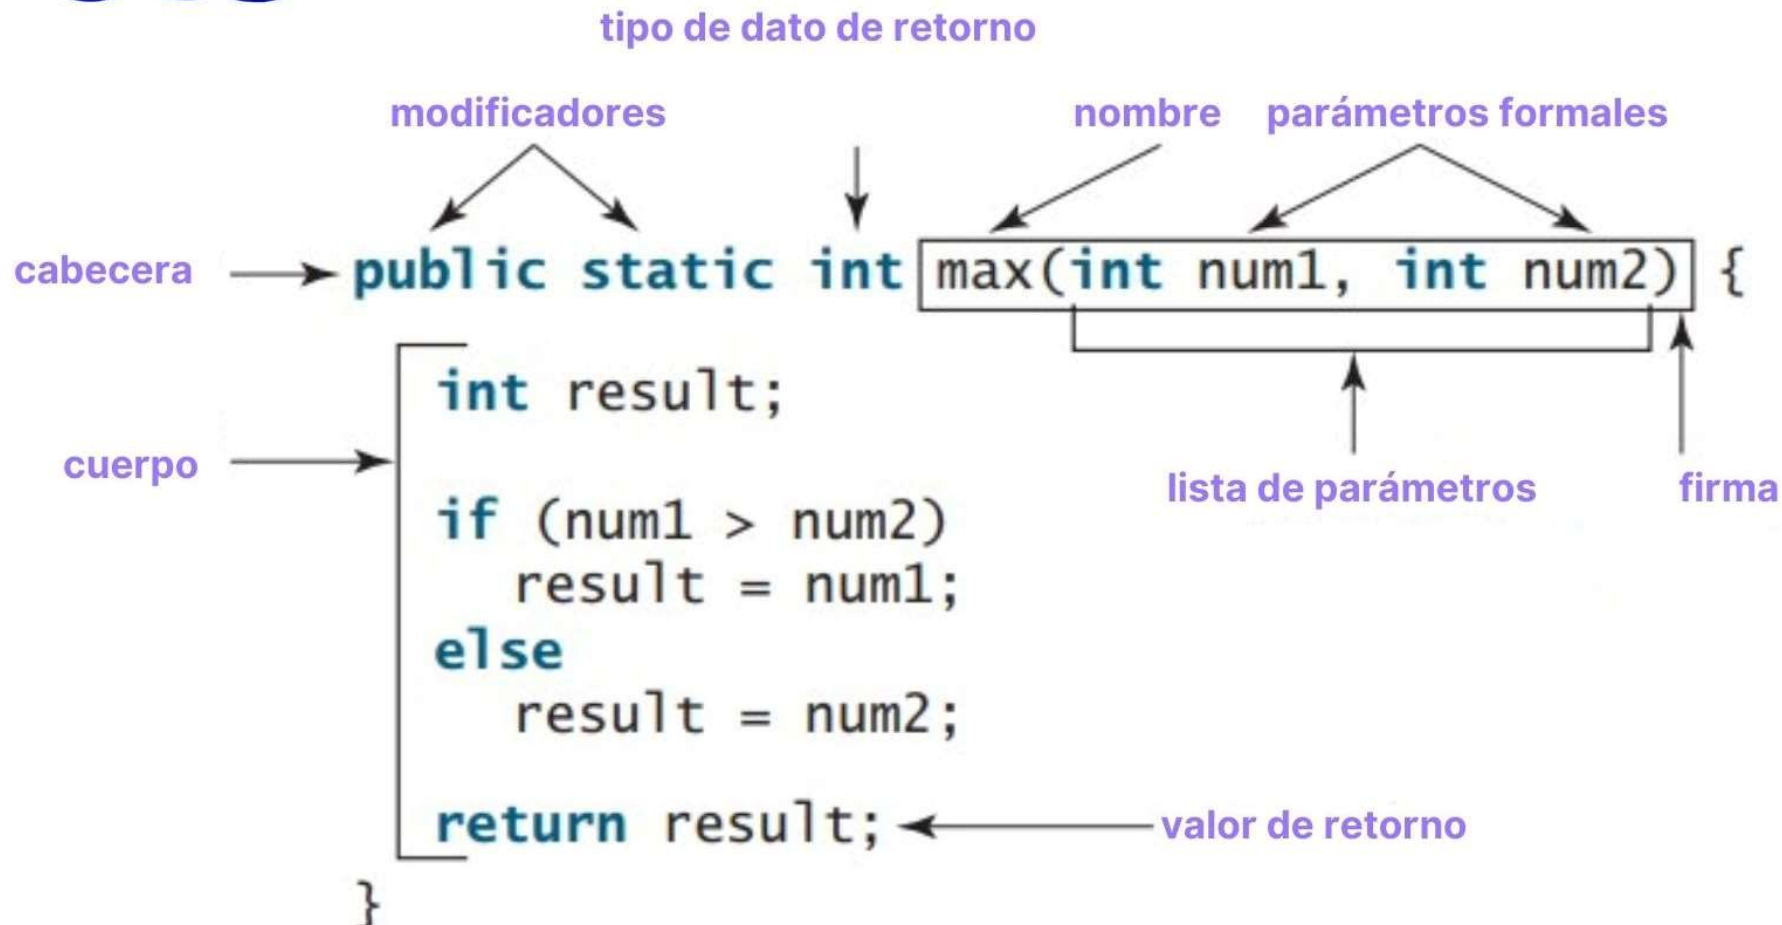 tipo de dato de retorno
modificadores
nombre
parámetros formales
cabecera
public static int max(int num1, int num2) {
int result;
cuerpo
lista de parámetros
firma
if (num1 > num2)
result = num1;
else
result = num2;
return result;
valor de retorno
}